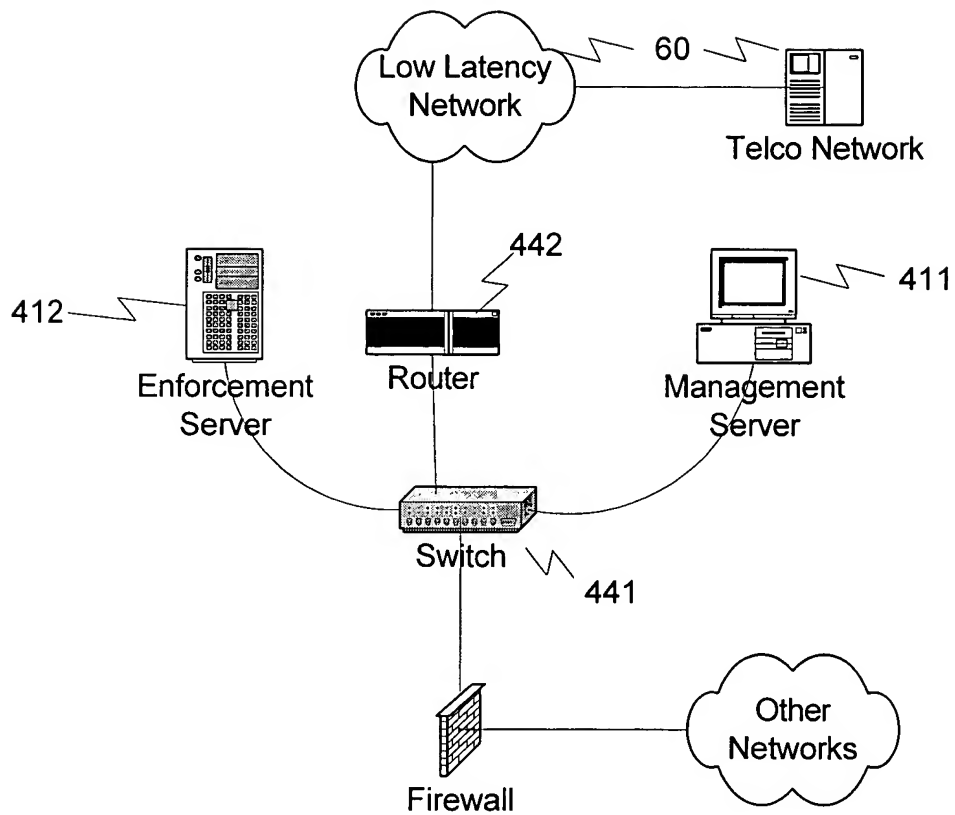 60
Low Latency
Network
Telco Network
442
411
412
Enforcement
Server
Router
Management
Server
Switch
441
Other
Networks
Firewall